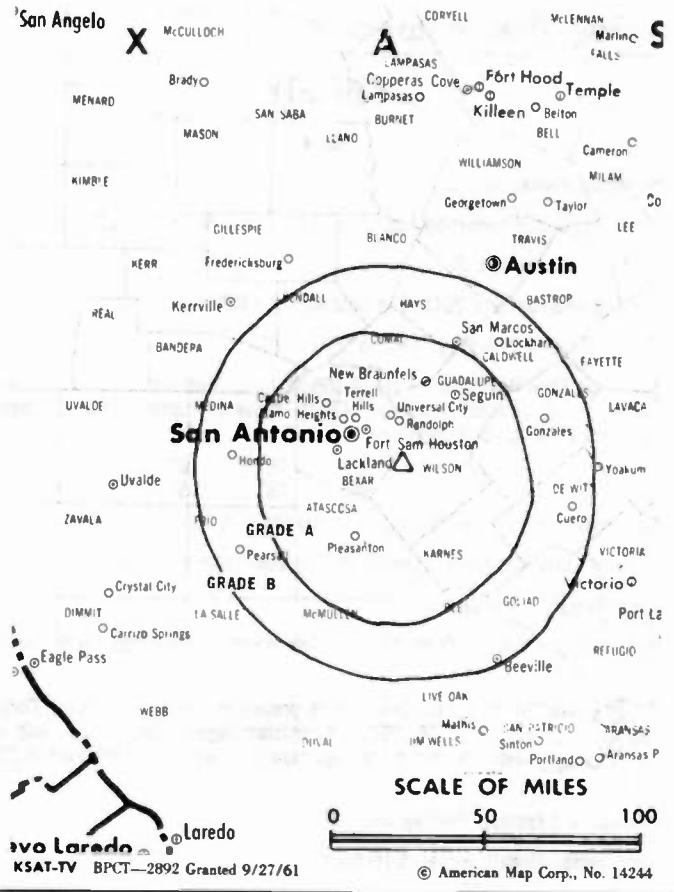 San Angelo
X
McCULLOCH
A
CORYELL
McLENNAN
Marlin
S
FALLS
LAMPASAS
Brady
Copperas Cove
Fort Hood
Temple
Lampasas
Killeen
Belton
MENARD
SAN SABA
BURNET
BELL
MASON
LLANO
Cameron
WILLIAMSON
MILAM
KIMBLE
Georgetown
Taylor
Co
GILLESPIE
LEE
BLANCO
TRAVIS
KERR
Fredericksburg
Austin
Kerrville
KENDALL
HAYS
BASTROP
REAL
San Marcos
COMAL
Lockhart
BANDERA
CALDWELL
FAYETTE
New Braunfels
GUADALUPE
Castle Hills
Terrell
Hills
Seguin
GONZALES
UVALDE
MEDINA
Alamo Heights
Universal City
LAVACA
Randolph
Gonzales
San Antonio
Fort Sam Houston
Hondo
Lackland
WILSON
Yoakum
BEXAR
Uvalde
DE WITT
ATASCOSA
Cuero
ZAVALA
FRIO
GRADE A
Pleasanton
KARNES
VICTORIA
Pearsall
GRADE B
Victoria
Crystal City
GOLIAD
DIMMIT
LA SALLE
McMULLEN
BEE
Port La
Carrizo Springs
REFUGIO
Eagle Pass
Beeville
LIVE OAK
WEBB
Mathis
SAN PATRICIO
ARANSAS
DUVAL
JIM WELLS
Sinton
Portland
Aransas P
SCALE OF MILES
0 50 100
Laredo
evo Laredo
KSAT-TV BPCT—2892 Granted 9/27/61
© American Map Corp., No. 14244